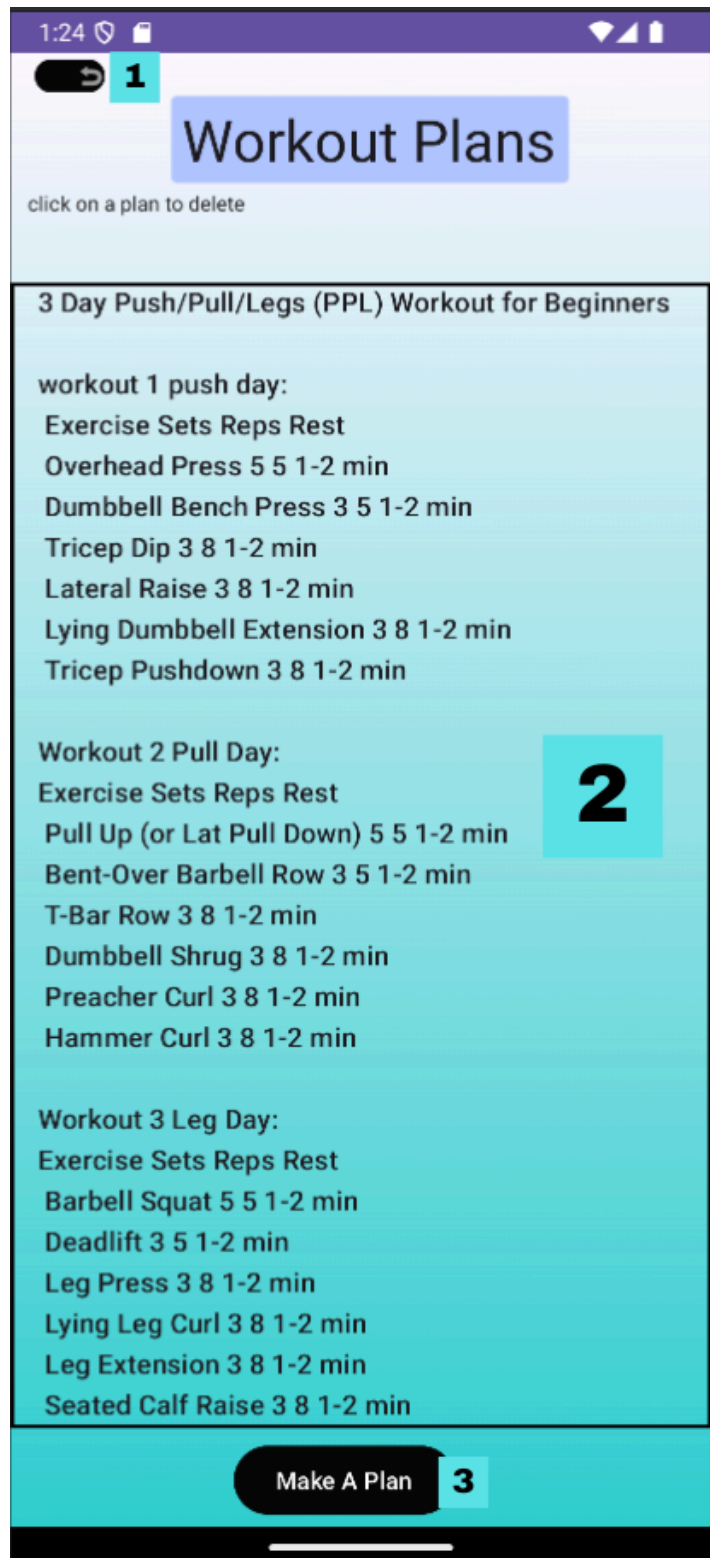 1:24
1
Workout Plans
click on a plan to delete
3 Day Push/Pull/Legs (PPL) Workout for Beginners
workout 1 push day:
Exercise Sets Reps Rest
Overhead Press 5 5 1-2 min
Dumbbell Bench Press 3 5 1-2 min
Tricep Dip 3 8 1-2 min
Lateral Raise 3 8 1-2 min
Lying Dumbbell Extension 3 8 1-2 min
Tricep Pushdown 3 8 1-2 min
Workout 2 Pull Day:
Exercise Sets Reps Rest
2
Pull Up (or Lat Pull Down) 5 5 1-2 min
Bent-Over Barbell Row 3 5 1-2 min
T-Bar Row 3 8 1-2 min
Dumbbell Shrug 3 8 1-2 min
Preacher Curl 3 8 1-2 min
Hammer Curl 3 8 1-2 min
Workout 3 Leg Day:
Exercise Sets Reps Rest
Barbell Squat 5 5 1-2 min
Deadlift 3 5 1-2 min
Leg Press 3 8 1-2 min
Lying Leg Curl 3 8 1-2 min
Leg Extension 3 8 1-2 min
Seated Calf Raise 3 8 1-2 min
Make A Plan
3